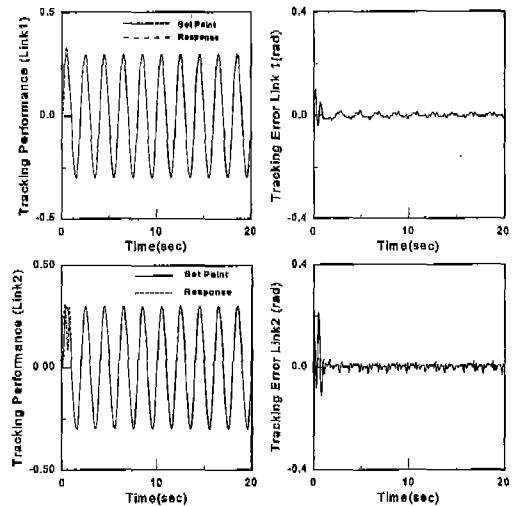 Tracking Performance (Link1)
0.5
0.0
-0.5
Set Point
Response
0
10
20
Time(sec)
Tracking Error Link 1(rad)
0.4
0.0
-0.4
0
10
20
Time(sec)
Tracking Performance (Link2)
0.50
0.00
-0.50
Set Point
Response
0
10
20
Time(sec)
Tracking Error Link2 (rad)
0.4
0.0
-0.4
0
10
20
Time(sec)